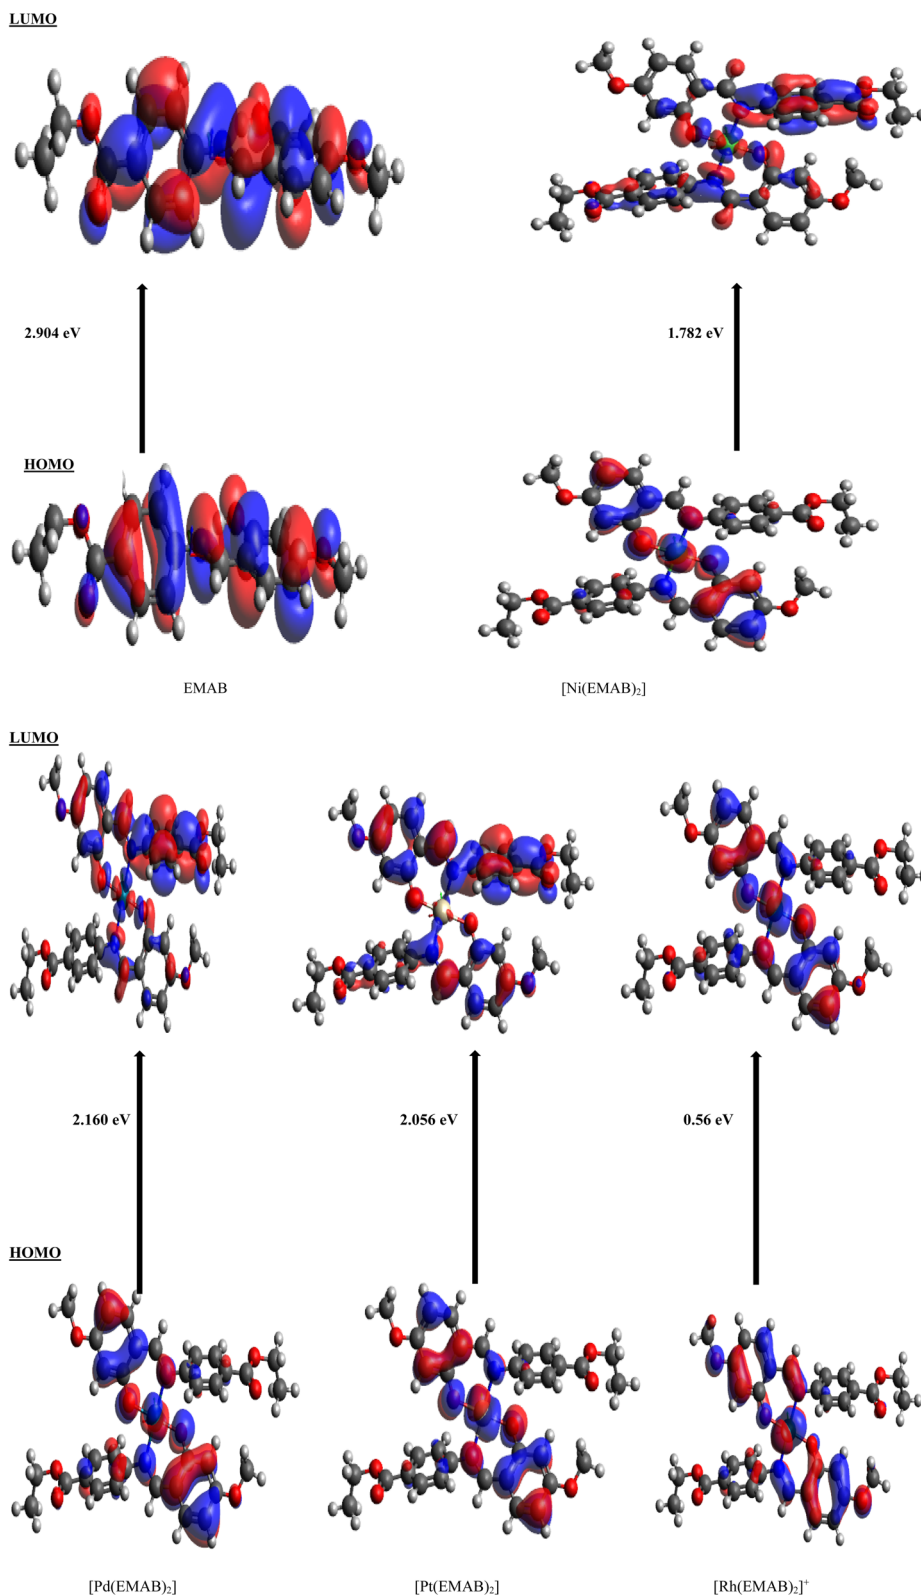 LUMO
2.904 eV
1.782 eV
HOMO
EMAB
[Ni(EMAB)₂]
LUMO
2.160 eV
2.056 eV
0.56 eV
HOMO
[Pd(EMAB)₂]
[Pt(EMAB)₂]
[Rh(EMAB)₂]⁺